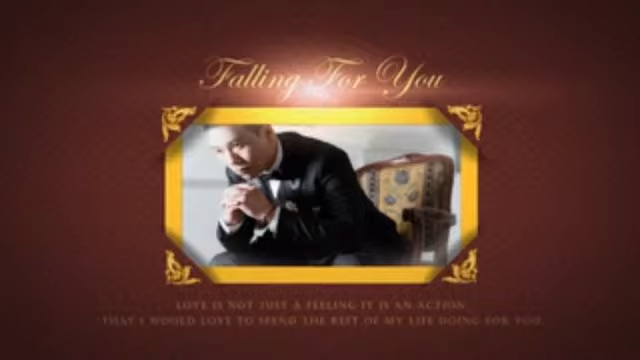 Falling For You
LOVE IS NOT JUST A FEELING IT IS AN ACTION
THAT I WOULD LOVE TO SPEND THE REST OF MY LIFE DOING FOR YOU.